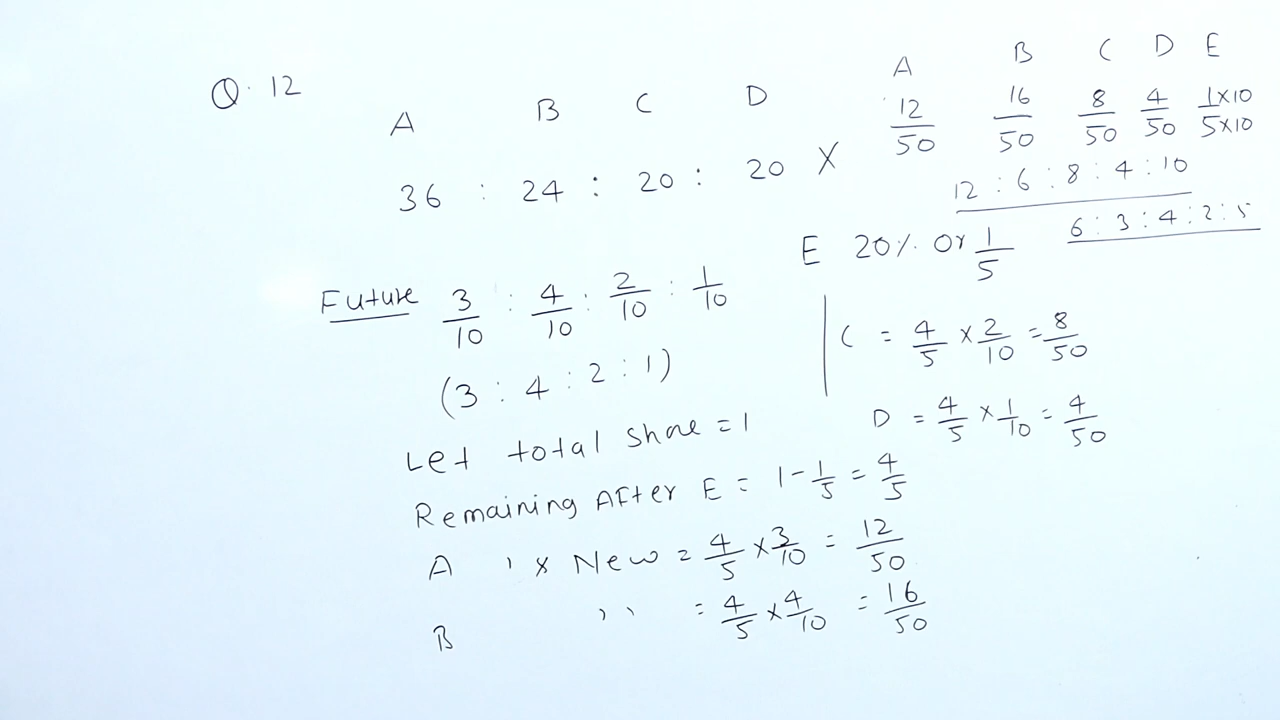 Q. 12
A B C D
36 : 24 : 20 : 20 X
A B C D E
12/50 16/50 8/50 4/50 1×10/5×10
12 : 6 : 8 : 4 : 10
6 : 3 : 4 : 2 : 5
E 20% Or 1/5
Future 3/10 : 4/10 : 2/10 : 1/10
(3 : 4 : 2 : 1)
C = 4/5 × 2/10 = 8/50
D = 4/5 × 1/10 = 4/50
Let total share = 1
Remaining After E = 1 - 1/5 = 4/5
A 's New = 4/5 × 3/10 = 12/50
B ,, = 4/5 × 4/10 = 16/50